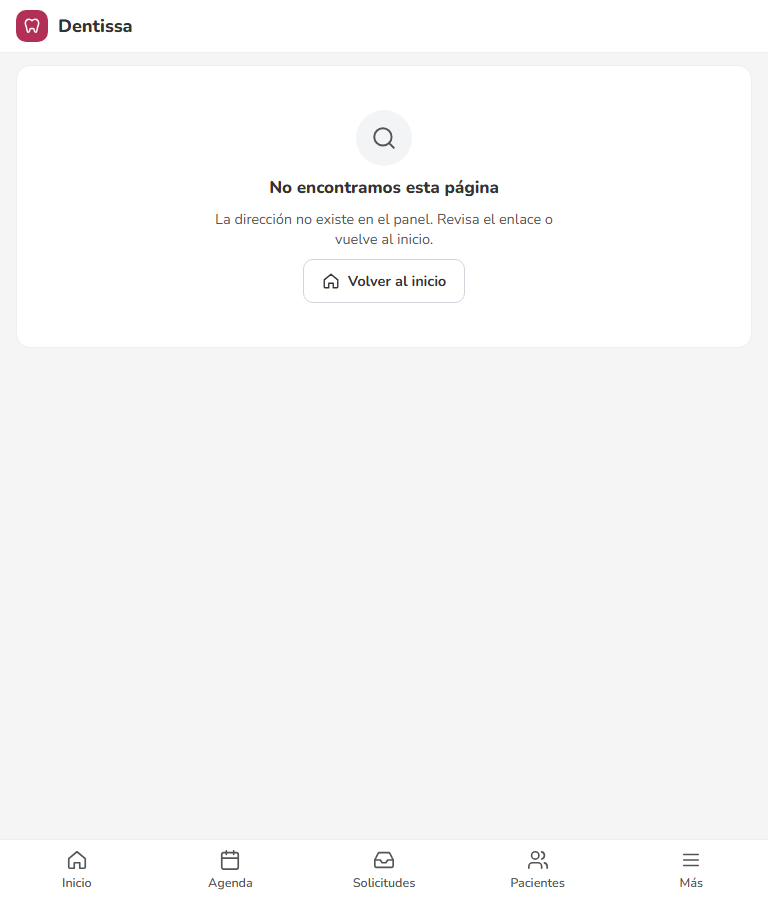 Dentissa
No encontramos esta página
La dirección no existe en el panel. Revisa el enlace o
vuelve al inicio.
Volver al inicio
Inicio
Agenda
Solicitudes
Pacientes
Más